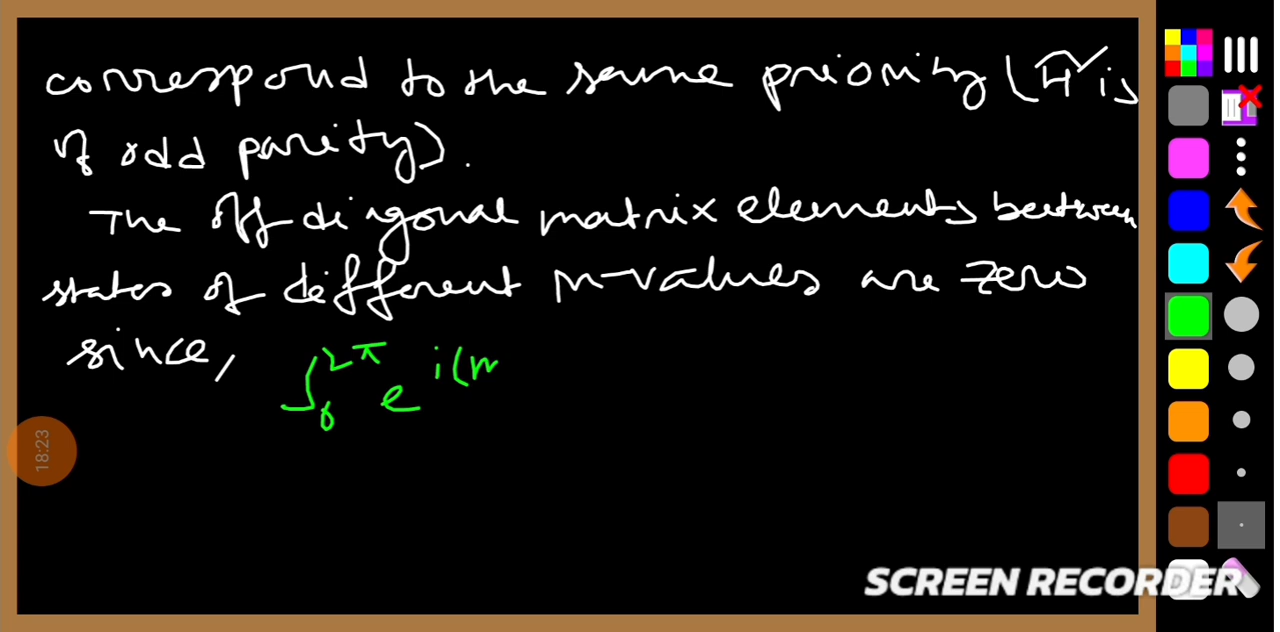 correspond to the same priority (Ĥ' is
of odd parity).
The off-diagonal matrix elements between
states of different m-values are zero
since, ∫₀^2π e^i(m
18:23
SCREEN RECORDER